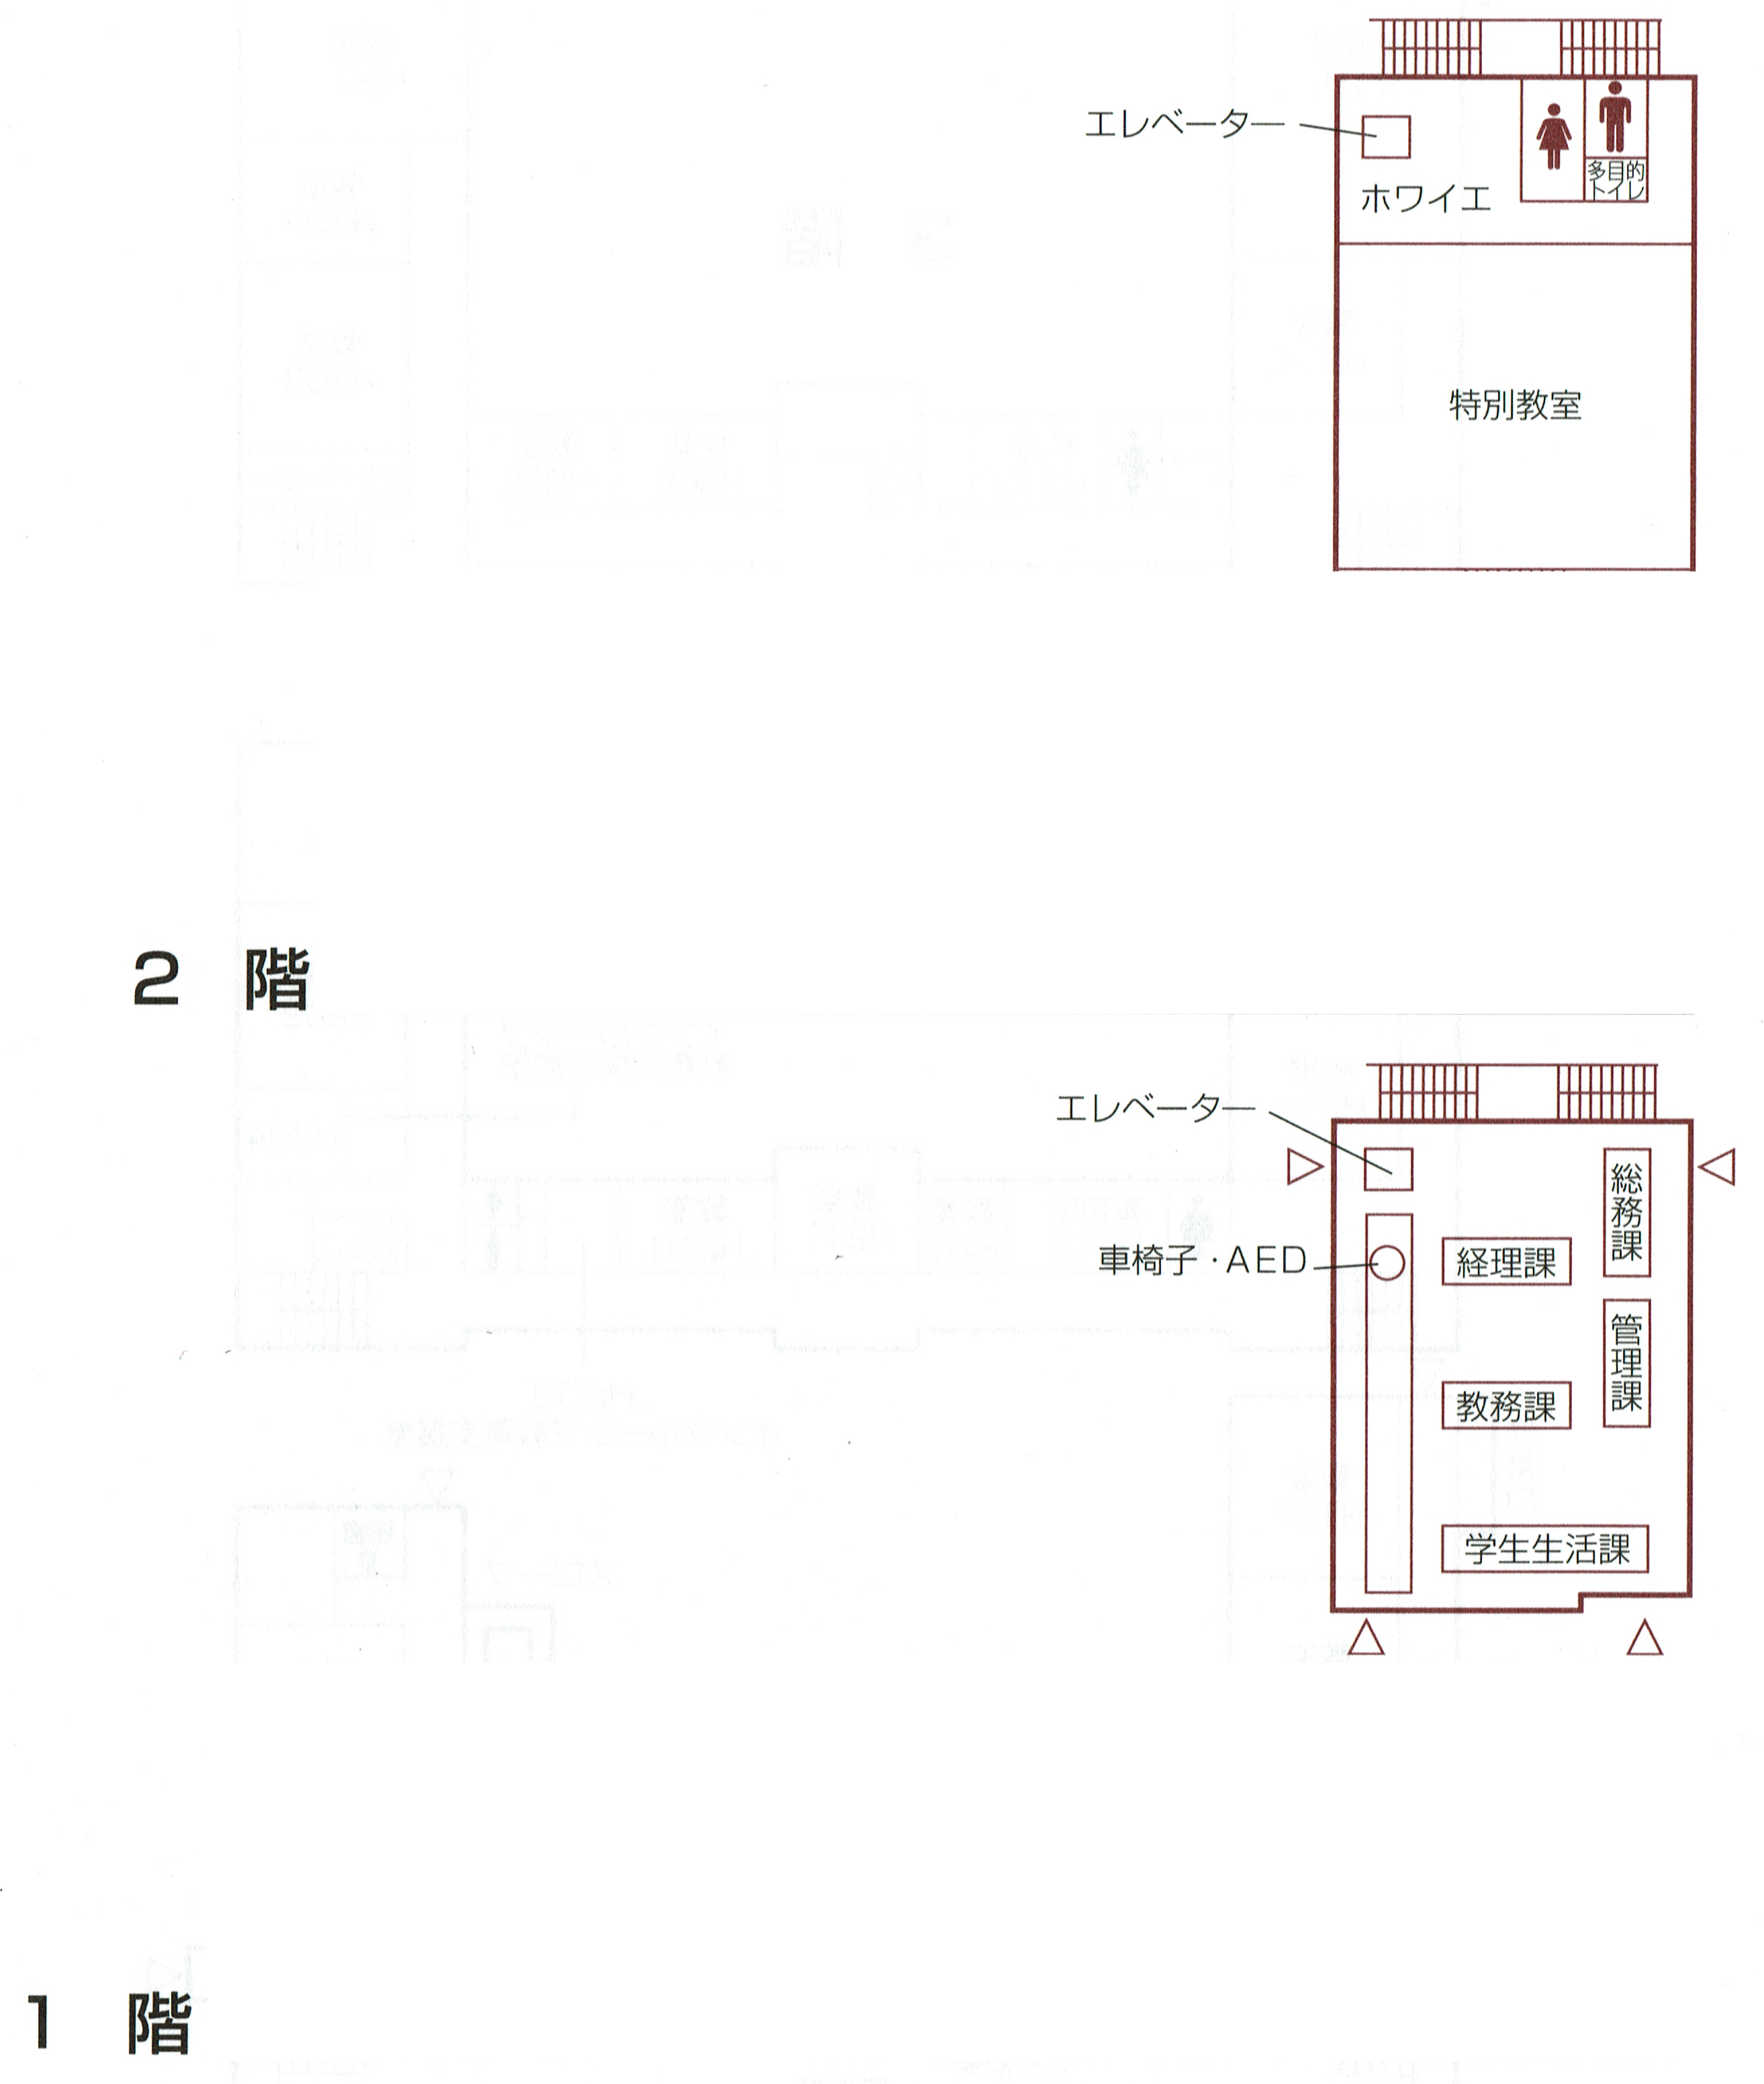 エレベーター
ホワイエ
多目的
トイレ
特別教室
2 階
エレベーター
車椅子・AED
総務課
経理課
管理課
教務課
学生生活課
1 階